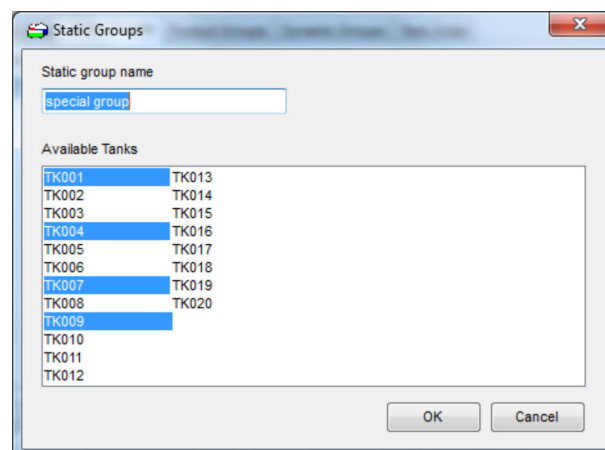 Static Groups
Static group name
special group
Available Tanks
TK001 TK013
TK002 TK014
TK003 TK015
TK004 TK016
TK005 TK017
TK006 TK018
TK007 TK019
TK008 TK020
TK009
TK010
TK011
TK012
OK Cancel